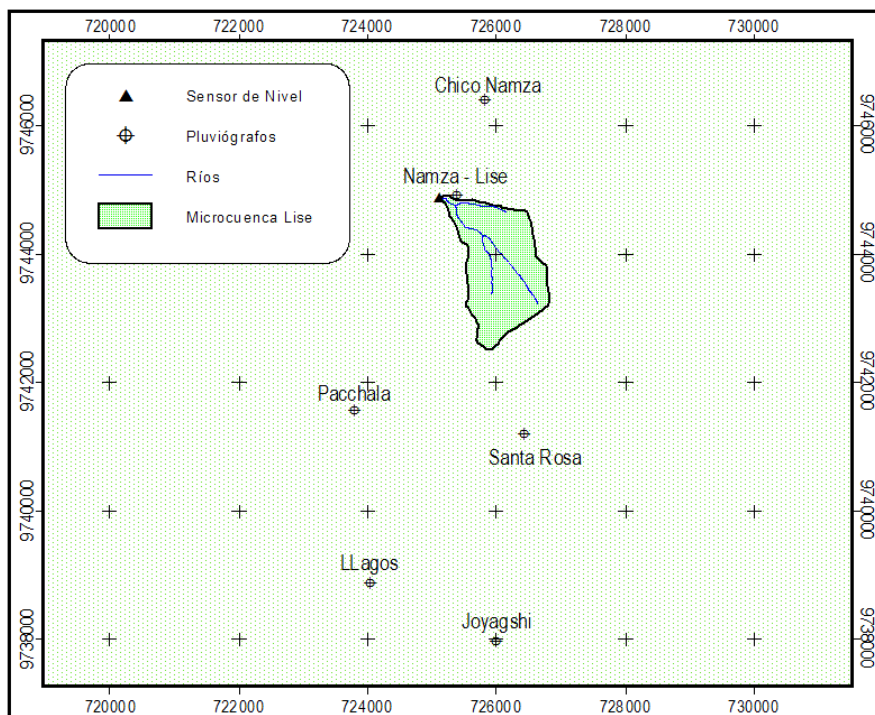 720000 722000 724000 726000 728000 730000
Sensor de Nivel
Pluviógrafos
Ríos
Microcuenca Lise
Chico Namza
9746000 9746000
Namza - Lise
9744000 9744000
9742000 9742000
Pacchala
Santa Rosa
9740000 9740000
LLagos
Joyagshi
9738000 9738000
720000 722000 724000 726000 728000 730000